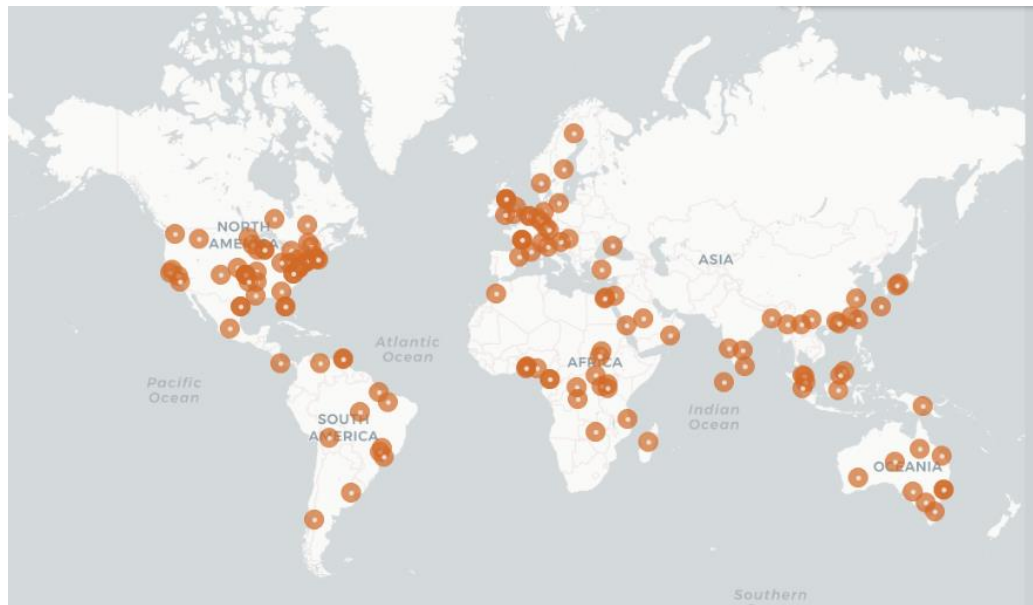 NORTH
AMERICA
ASIA
Atlantic
Ocean
AFRICA
Pacific
Ocean
Indian
Ocean
SOUTH
AMERICA
OCEANIA
Southern